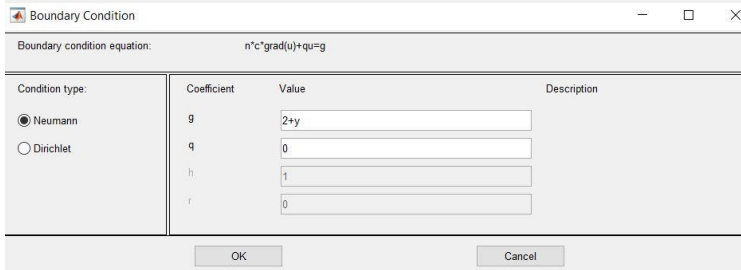 Boundary Condition
Boundary condition equation: n*c*grad(u)+qu=g
Condition type:
Neumann
Dirichlet
Coefficient Value Description
g 2+y
q 0
h 1
r 0
OK Cancel